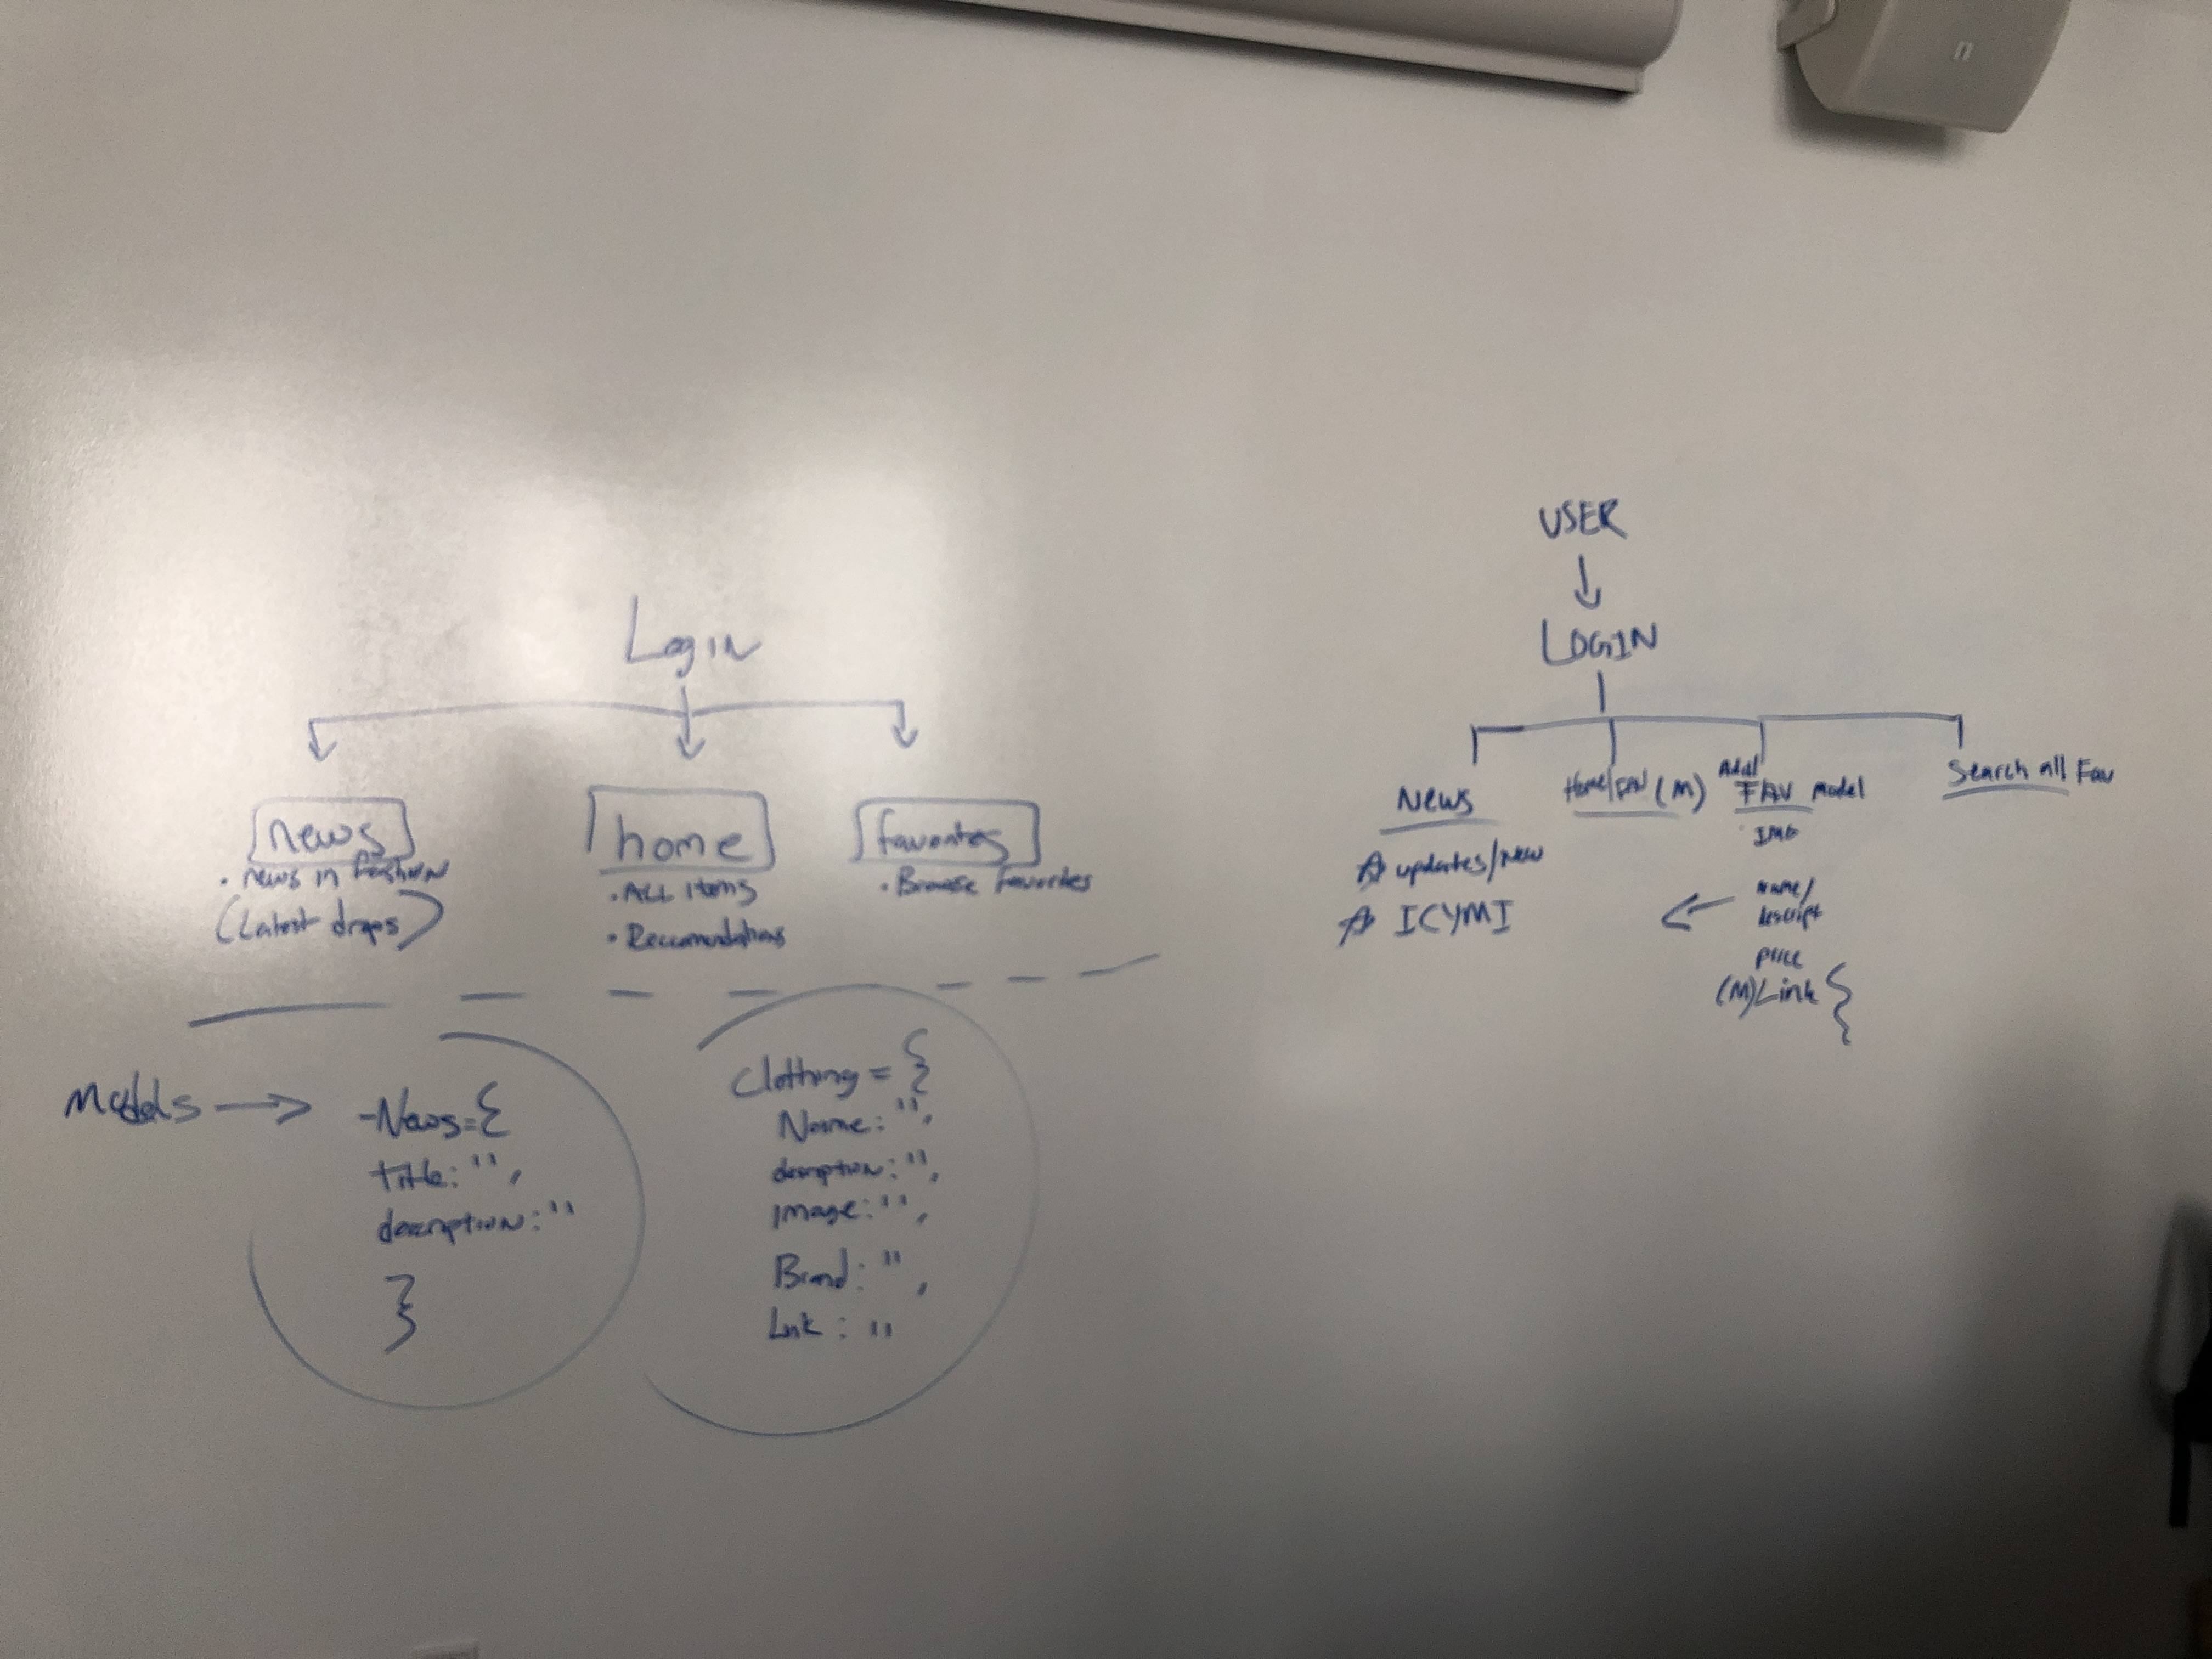 Login
news
home
favorites
. news in fashion
(Latest drops)
. ALL items
• Reccomendations
. Browse favorites
Models →
-News={
title: '',
description: ''
}
Clothing = {
Name: '',
description: '',
image: '',
Brand: '',
Link : ''
USER
↓
LOGIN
News
☆ updates/new
☆ ICYMI
Home/FAV (M)
Add
FAV Model
IMG
name/
descript
price
(M)Link {
Search all Fav